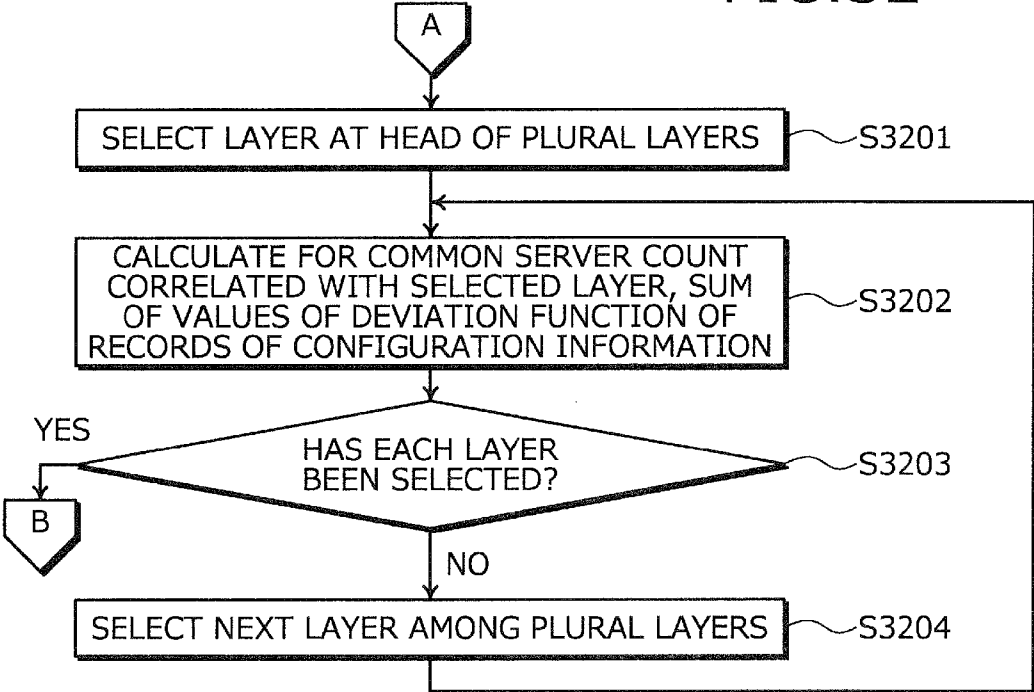 A
SELECT LAYER AT HEAD OF PLURAL LAYERS
S3201
CALCULATE FOR COMMON SERVER COUNT
CORRELATED WITH SELECTED LAYER, SUM
OF VALUES OF DEVIATION FUNCTION OF
RECORDS OF CONFIGURATION INFORMATION
S3202
YES
HAS EACH LAYER
BEEN SELECTED?
S3203
B
NO
SELECT NEXT LAYER AMONG PLURAL LAYERS
S3204